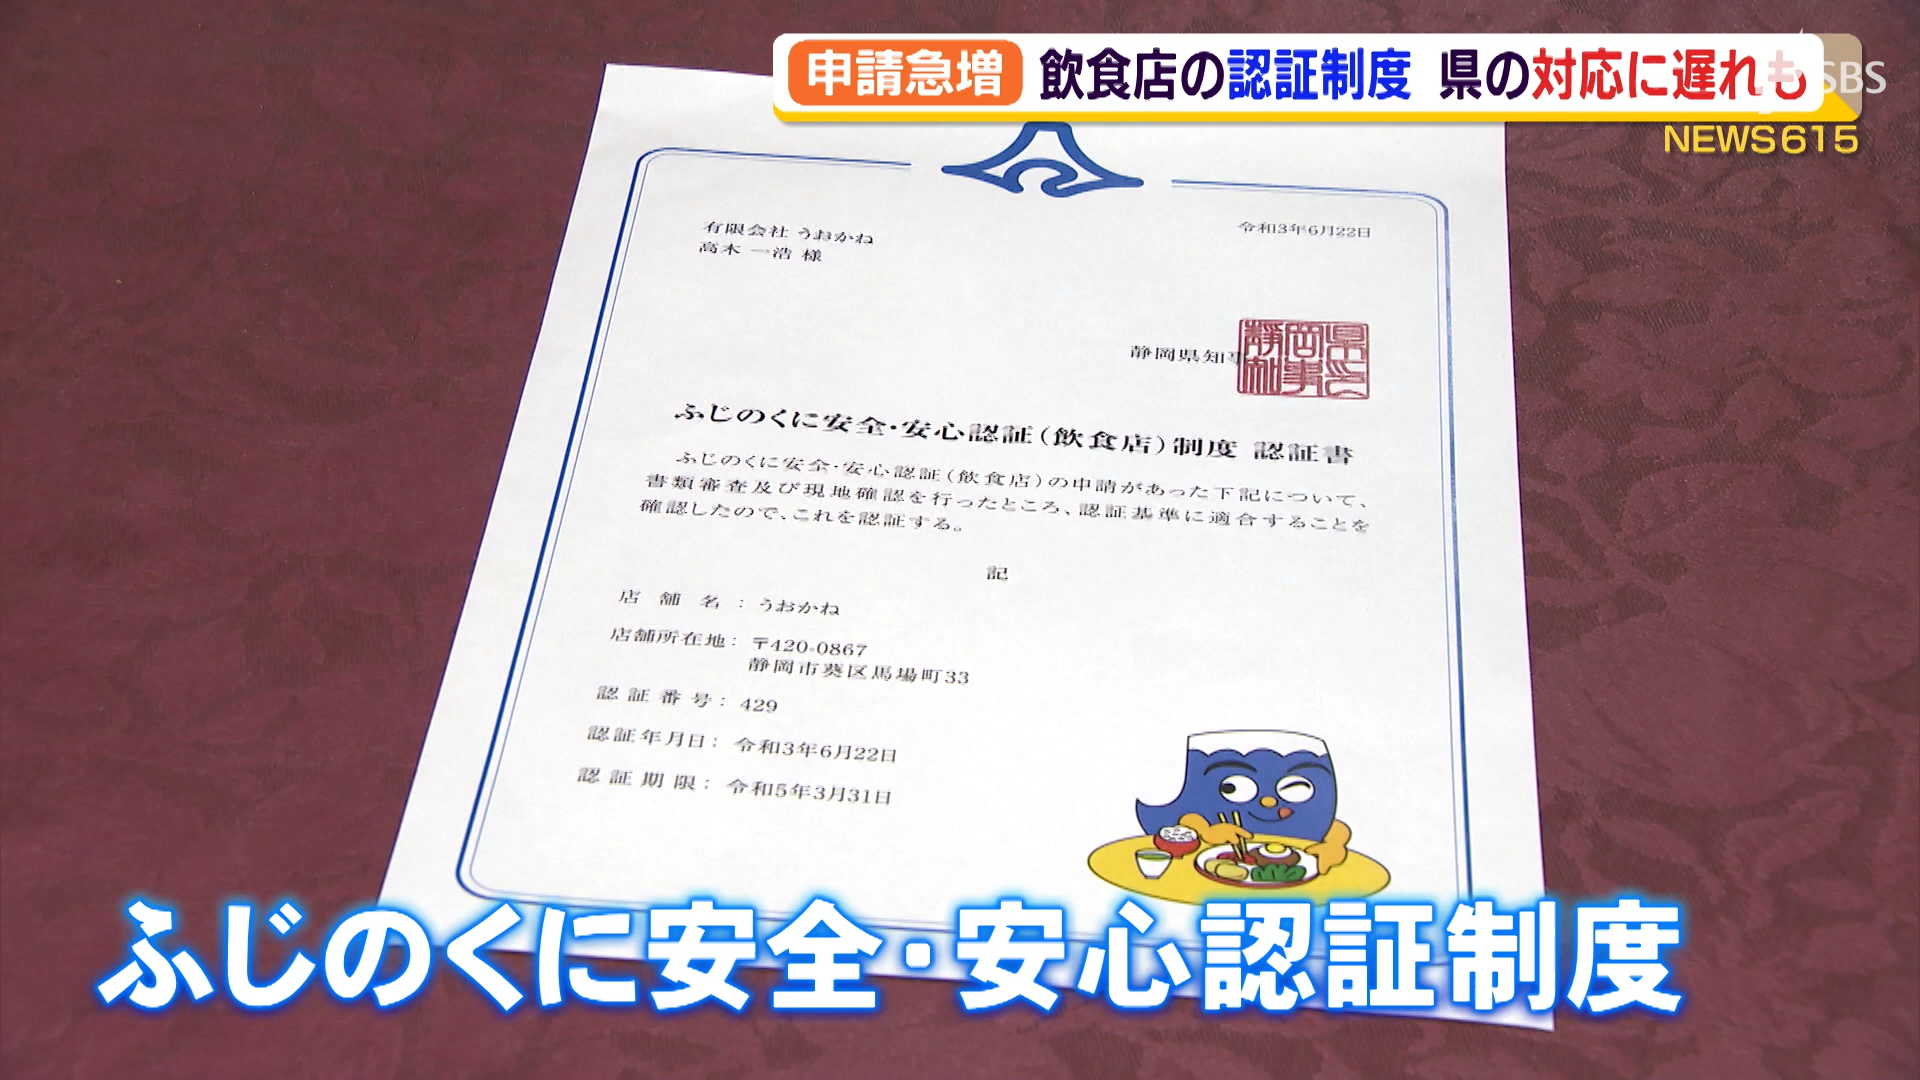 申請急増 飲食店の認証制度 県の対応に遅れも
SBS
NEWS615
有限会社 うおかね
高木 一浩 様
令和3年6月22日
静岡県知事
ふじのくに安全・安心認証(飲食店)制度 認証書
ふじのくに安全・安心認証(飲食店)の申請があった下記について、
書類審査及び現地確認を行ったところ、認証基準に適合することを
確認したので、これを認証する。
記
店舗名:うおかね
店舗所在地:〒420-0867
静岡市葵区馬場町33
認証番号:429
認証年月日:令和3年6月22日
認証期限:令和5年3月31日
ふじのくに安全・安心認証制度